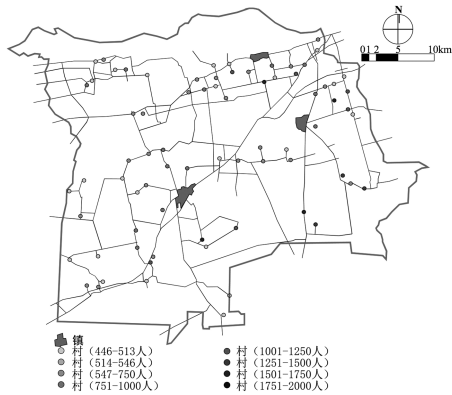 N
0 1 2 5 10km
镇
村（446-513人）
村（514-546人）
村（547-750人）
村（751-1000人）
村（1001-1250人）
村（1251-1500人）
村（1501-1750人）
村（1751-2000人）